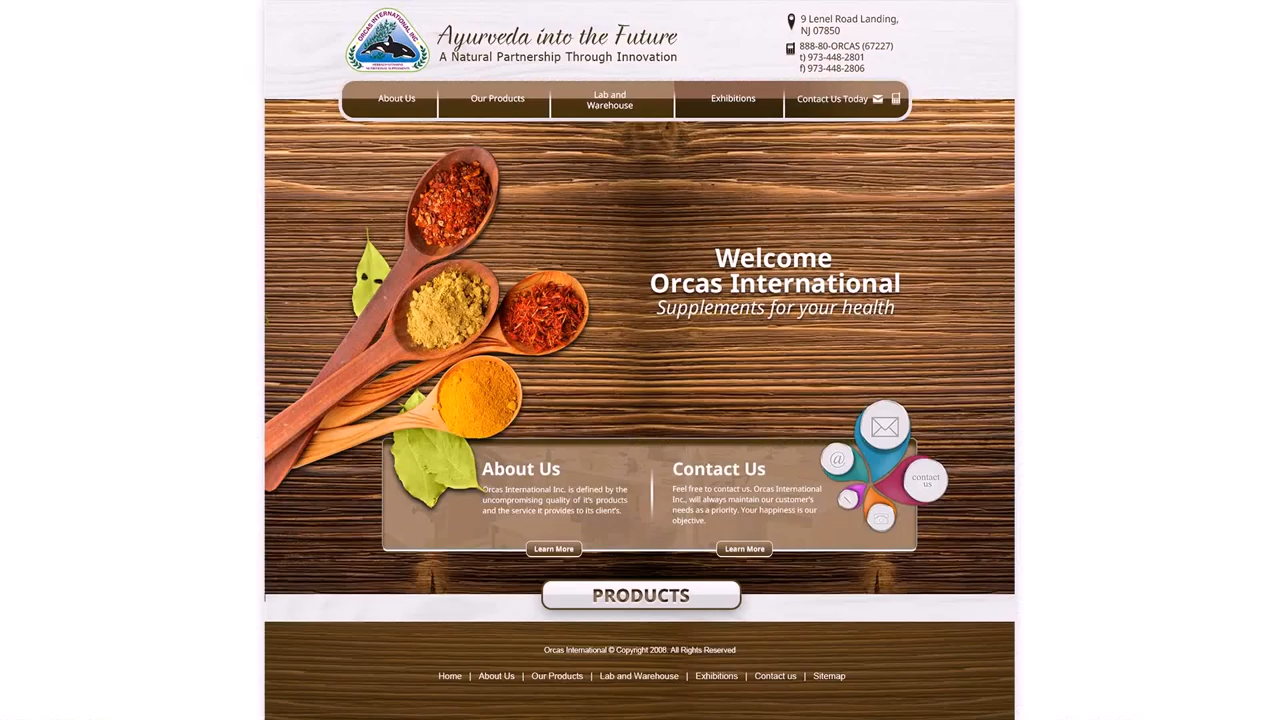 ORCAS INTERNATIONAL INC
Ayurveda into the Future
A Natural Partnership Through Innovation
9 Lenel Road Landing,
NJ 07850
888-80-ORCAS (67227)
t) 973-448-2801
f) 973-448-2806
About Us
Our Products
Lab and
Warehouse
Exhibitions
Contact Us Today
Welcome
Orcas International
Supplements for your health
About Us
Orcas International Inc. is defined by the
uncompromising quality of it's products
and the service it provides to its client's.
Learn More
Contact Us
Feel free to contact us. Orcas International
Inc., will always maintain our customer's
needs as a priority. Your happiness is our
objective.
Learn More
@
contact
us
PRODUCTS
Orcas International © Copyright 2008. All Rights Reserved
Home | About Us | Our Products | Lab and Warehouse | Exhibitions | Contact us | Sitemap